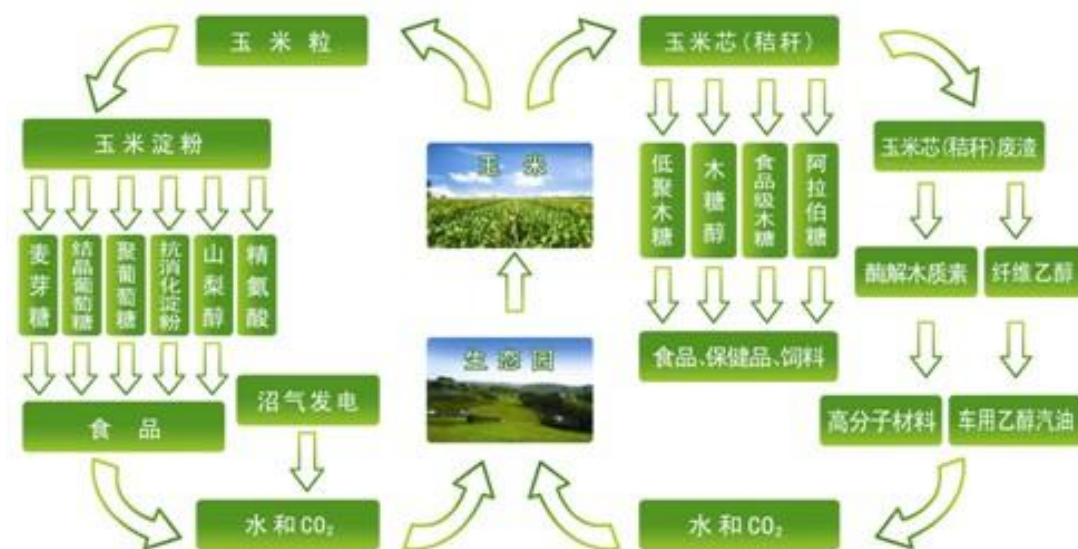 玉米粒
玉米芯(秸秆)
玉米淀粉
玉米芯(秸秆)废渣
玉米
麦芽糖
结晶葡萄糖
聚葡萄糖
抗消化淀粉
山梨醇
精氨酸
低聚木糖
木糖醇
食品级木糖
阿拉伯糖
酶解木质素
纤维乙醇
生态园
食品、保健品、饲料
食品
沼气发电
高分子材料
车用乙醇汽油
水和CO₂
水和CO₂